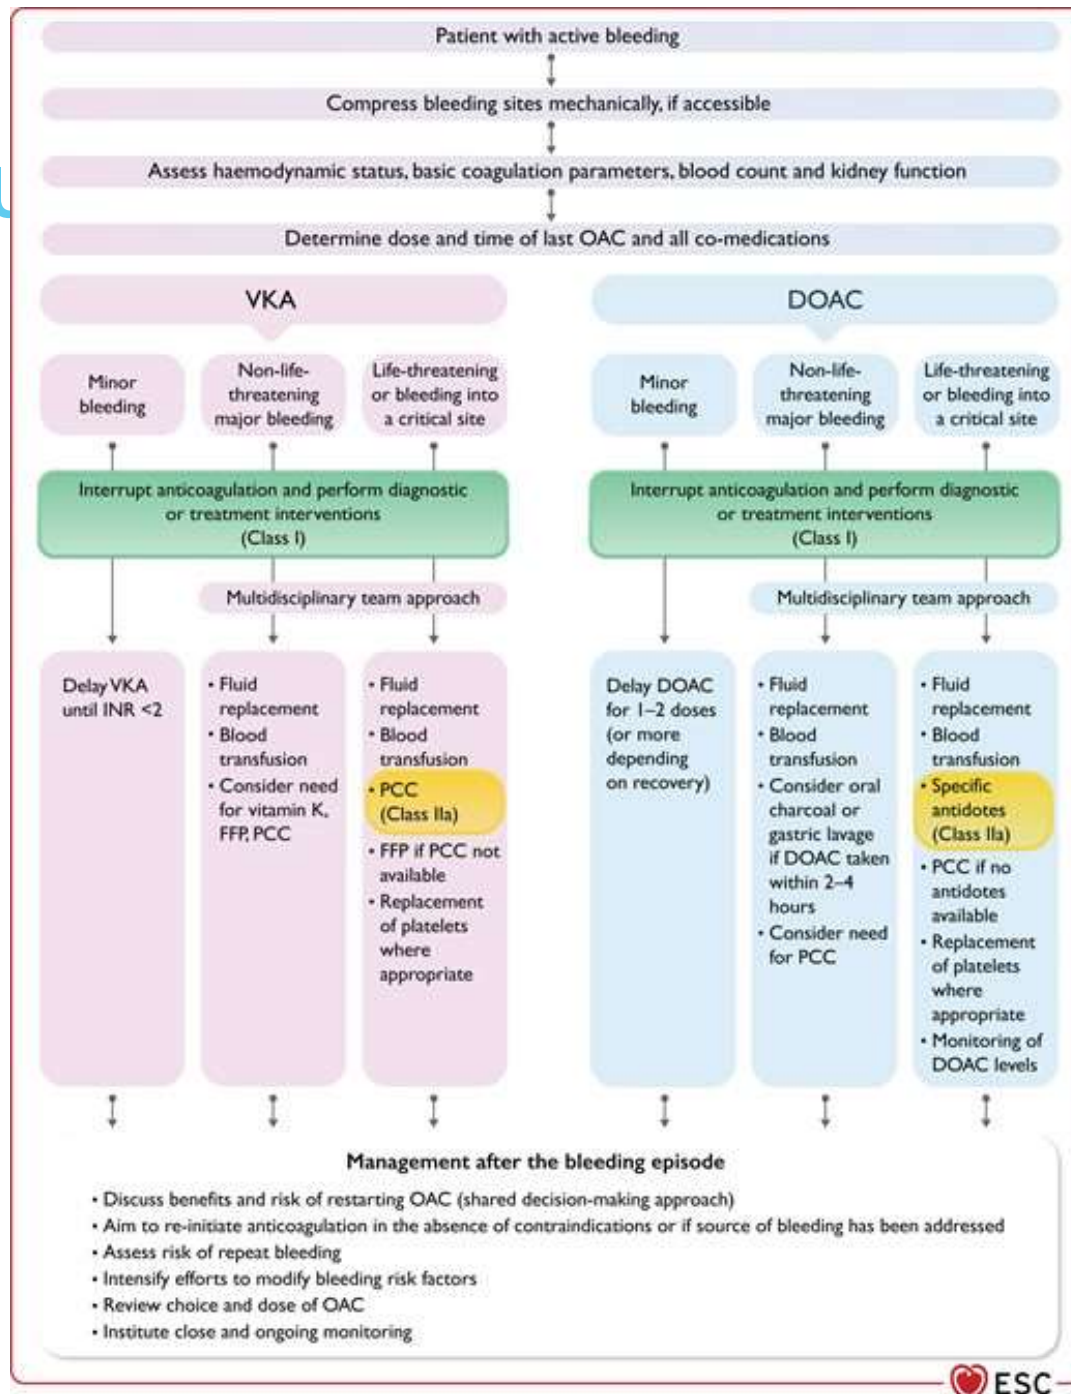 Patient with active bleeding
Compress bleeding sites mechanically, if accessible
Assess haemodynamic status, basic coagulation parameters, blood count and kidney function
Determine dose and time of last OAC and all co-medications
VKA
Minor
bleeding
Non-life-
threatening
major bleeding
Life-threatening
or bleeding into
a critical site
Interrupt anticoagulation and perform diagnostic
or treatment interventions
(Class I)
Multidisciplinary team approach
Delay VKA
until INR <2
• Fluid
replacement
• Blood
transfusion
• Consider need
for vitamin K,
FFP, PCC
• Fluid
replacement
• Blood
transfusion
• PCC
(Class IIa)
• FFP if PCC not
available
• Replacement
of platelets
where
appropriate
DOAC
Minor
bleeding
Non-life-
threatening
major bleeding
Life-threatening
or bleeding into
a critical site
Interrupt anticoagulation and perform diagnostic
or treatment interventions
(Class I)
Multidisciplinary team approach
Delay DOAC
for 1–2 doses
(or more
depending
on recovery)
• Fluid
replacement
• Blood
transfusion
• Consider oral
charcoal or
gastric lavage
if DOAC taken
within 2–4
hours
• Consider need
for PCC
• Fluid
replacement
• Blood
transfusion
• Specific
antidotes
(Class IIa)
• PCC if no
antidotes
available
• Replacement
of platelets
where
appropriate
• Monitoring of
DOAC levels
Management after the bleeding episode
• Discuss benefits and risk of restarting OAC (shared decision-making approach)
• Aim to re-initiate anticoagulation in the absence of contraindications or if source of bleeding has been addressed
• Assess risk of repeat bleeding
• Intensify efforts to modify bleeding risk factors
• Review choice and dose of OAC
• Institute close and ongoing monitoring
ESC